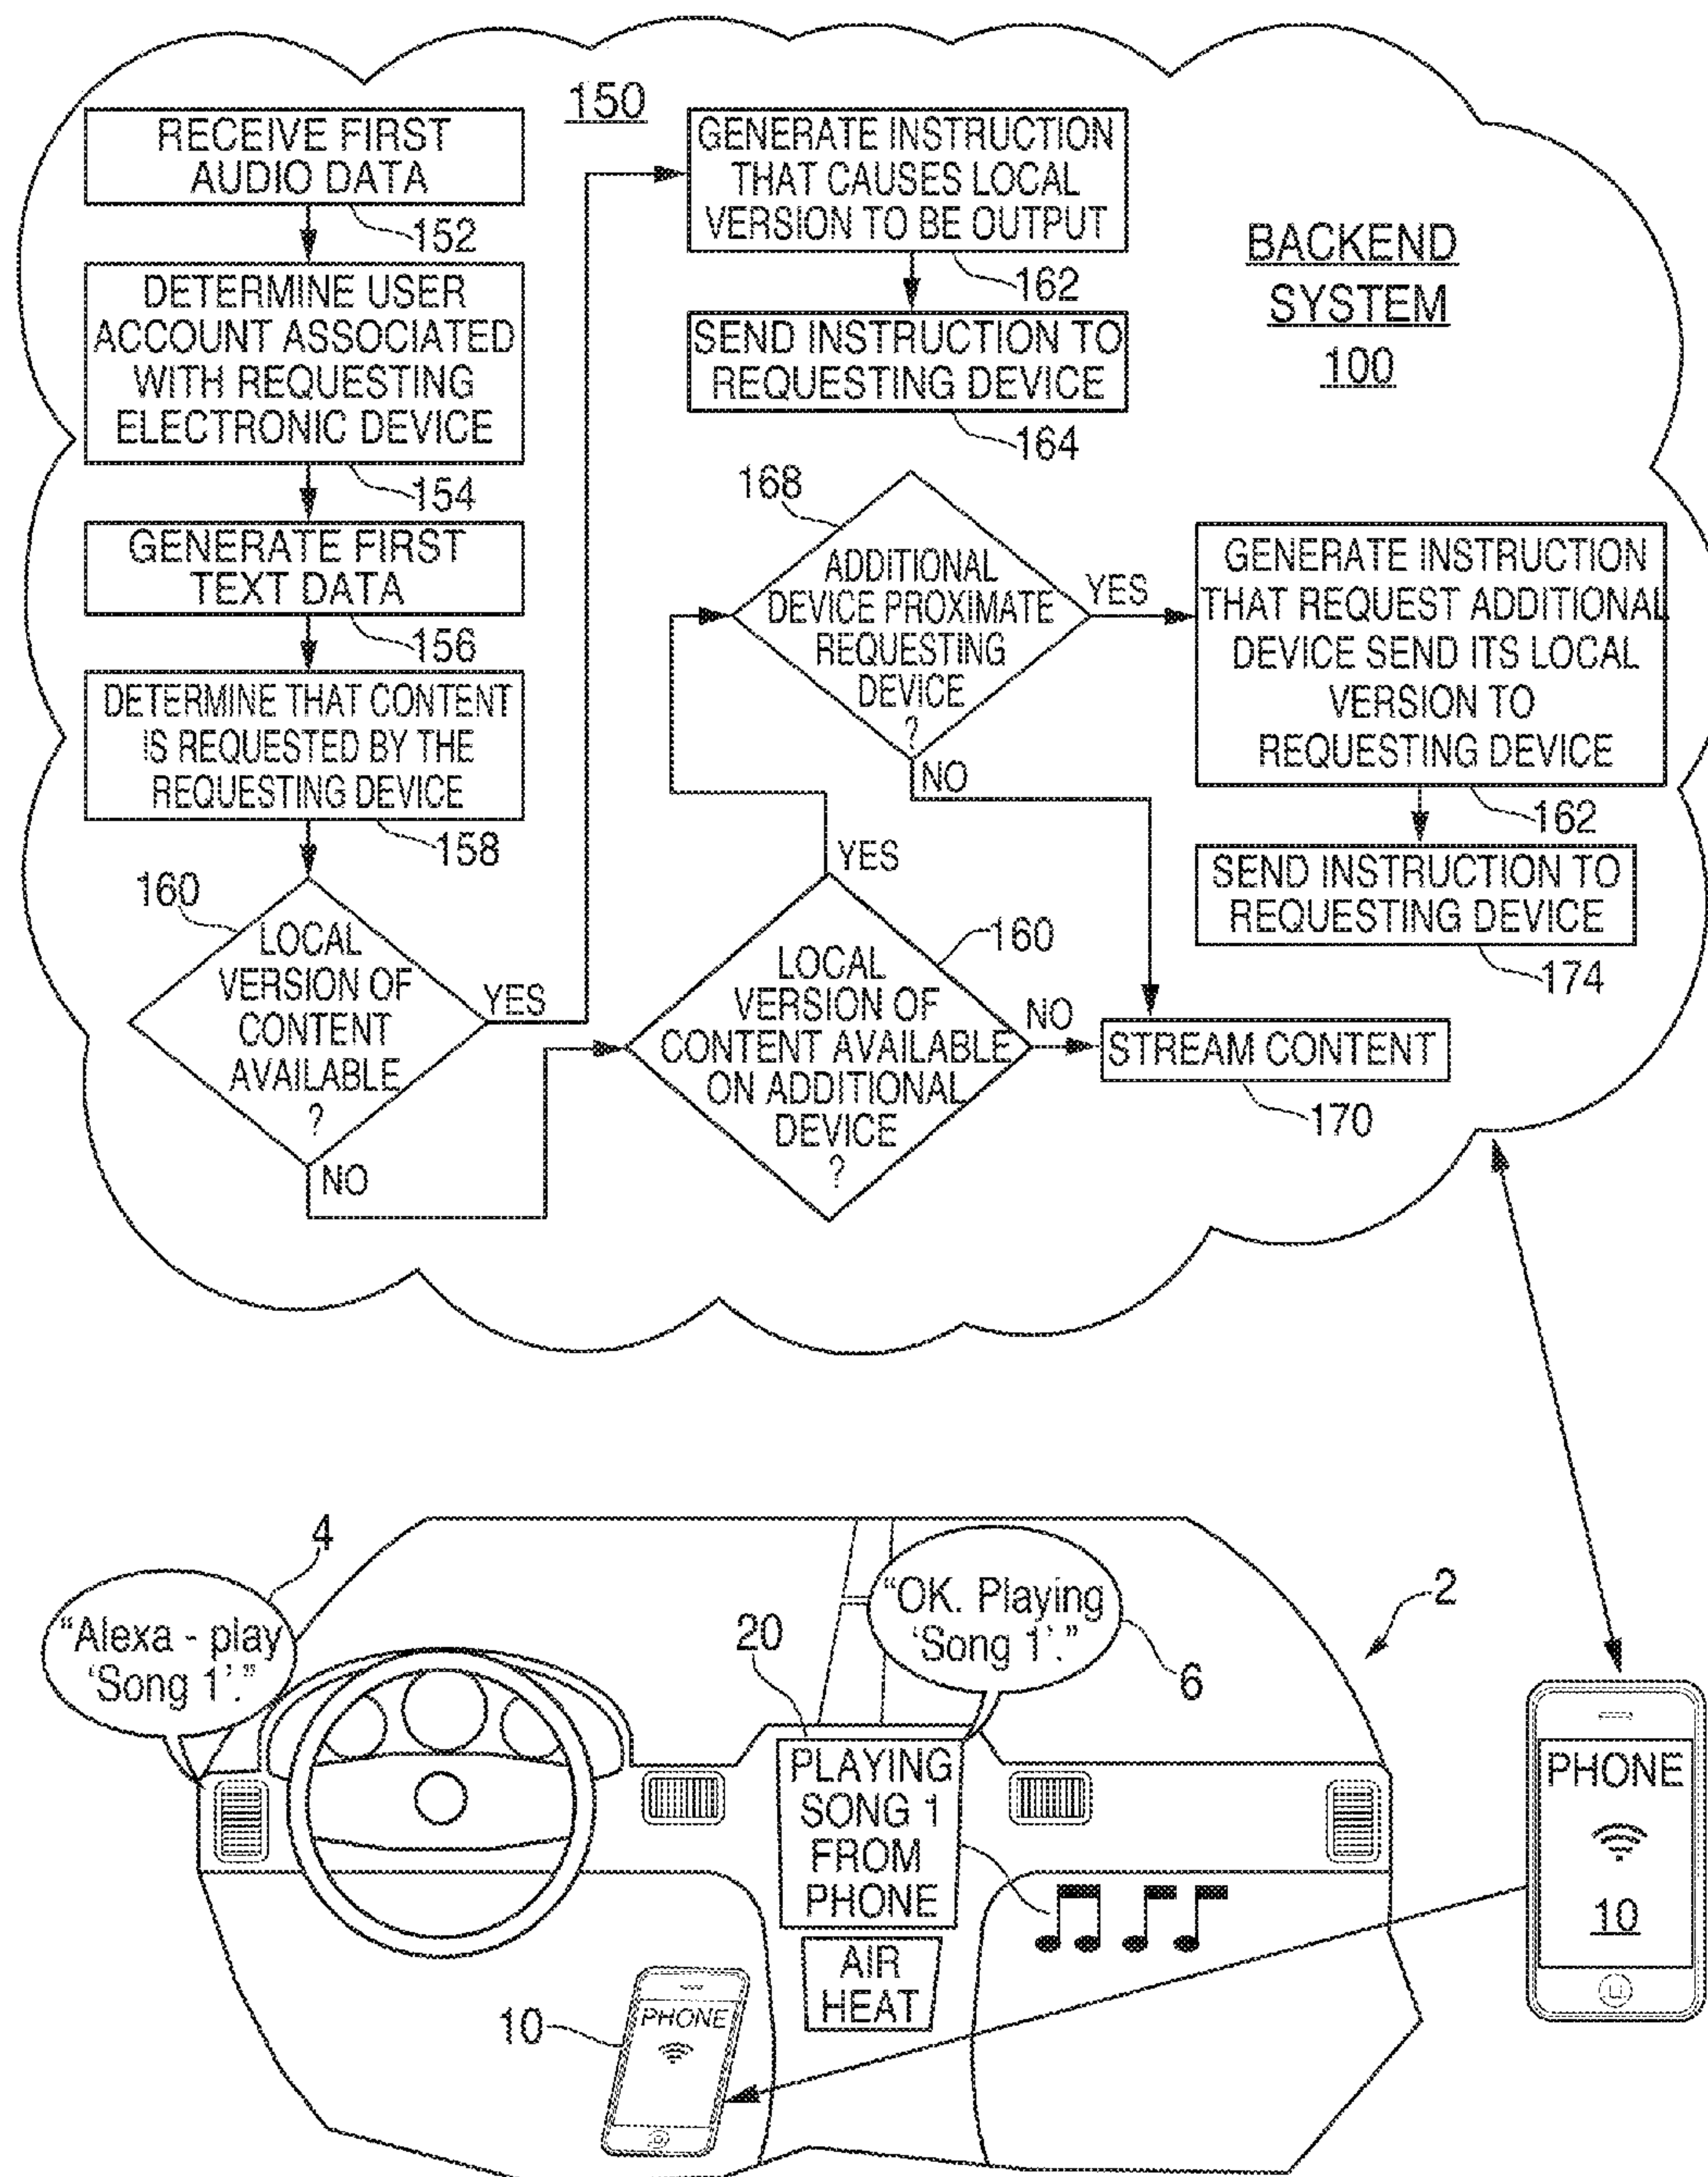 150
RECEIVE FIRST
AUDIO DATA
152
DETERMINE USER
ACCOUNT ASSOCIATED
WITH REQUESTING
ELECTRONIC DEVICE
154
GENERATE FIRST
TEXT DATA
156
DETERMINE THAT CONTENT
IS REQUESTED BY THE
REQUESTING DEVICE
158
160
LOCAL
VERSION OF
CONTENT
AVAILABLE
?
YES
NO
GENERATE INSTRUCTION
THAT CAUSES LOCAL
VERSION TO BE OUTPUT
162
SEND INSTRUCTION TO
REQUESTING DEVICE
164
BACKEND
SYSTEM
100
168
ADDITIONAL
DEVICE PROXIMATE
REQUESTING
DEVICE
?
YES
NO
GENERATE INSTRUCTION
THAT REQUEST ADDITIONAL
DEVICE SEND ITS LOCAL
VERSION TO
REQUESTING DEVICE
162
SEND INSTRUCTION TO
REQUESTING DEVICE
174
YES
160
LOCAL
VERSION OF
CONTENT AVAILABLE
ON ADDITIONAL
DEVICE
?
NO
STREAM CONTENT
170
4
"Alexa - play
'Song 1'."
20
"OK. Playing
'Song 1'."
6
2
PLAYING
SONG 1
FROM
PHONE
AIR
HEAT
10
PHONE
PHONE
10